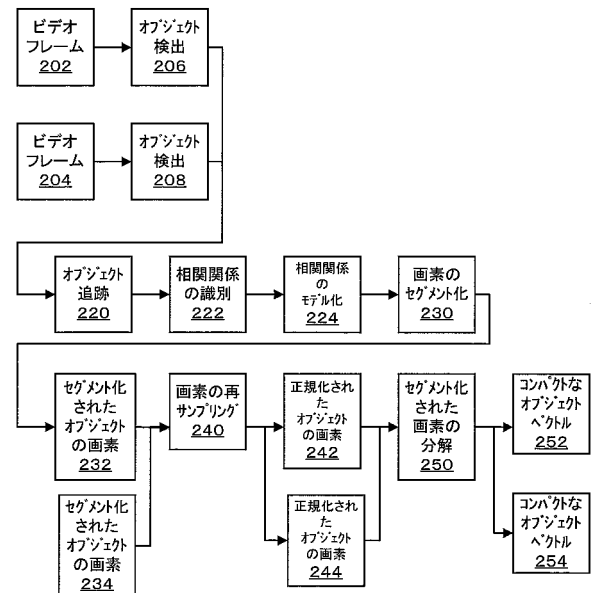 ビデオ
フレーム
202
オブジェクト
検出
206
ビデオ
フレーム
204
オブジェクト
検出
208
オブジェクト
追跡
220
相関関係
の識別
222
相関関係
の
モデル化
224
画素の
セグメント化
230
セグメント化
された
オブジェクト
の画素
232
画素の再
サンプリング
240
正規化され
た
オブジェクト
の画素
242
セグメント化
された
画素の
分解
250
コンパクトな
オブジェクト
ベクトル
252
セグメント化
された
オブジェクト
の画素
234
正規化され
た
オブジェクト
の画素
244
コンパクトな
オブジェクト
ベクトル
254